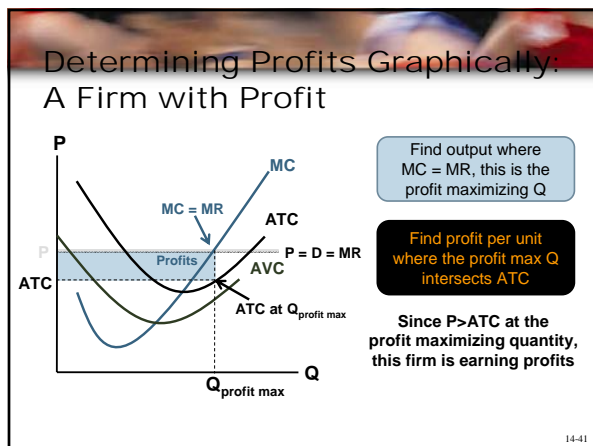 Determining Profits Graphically:
A Firm with Profit
P
MC
MC = MR
ATC
P
Profits
P = D = MR
AVC
ATC
ATC at Qprofit max
Q
Qprofit max
Find output where
MC = MR, this is the
profit maximizing Q
Find profit per unit
where the profit max Q
intersects ATC
Since P>ATC at the
profit maximizing quantity,
this firm is earning profits
14-41